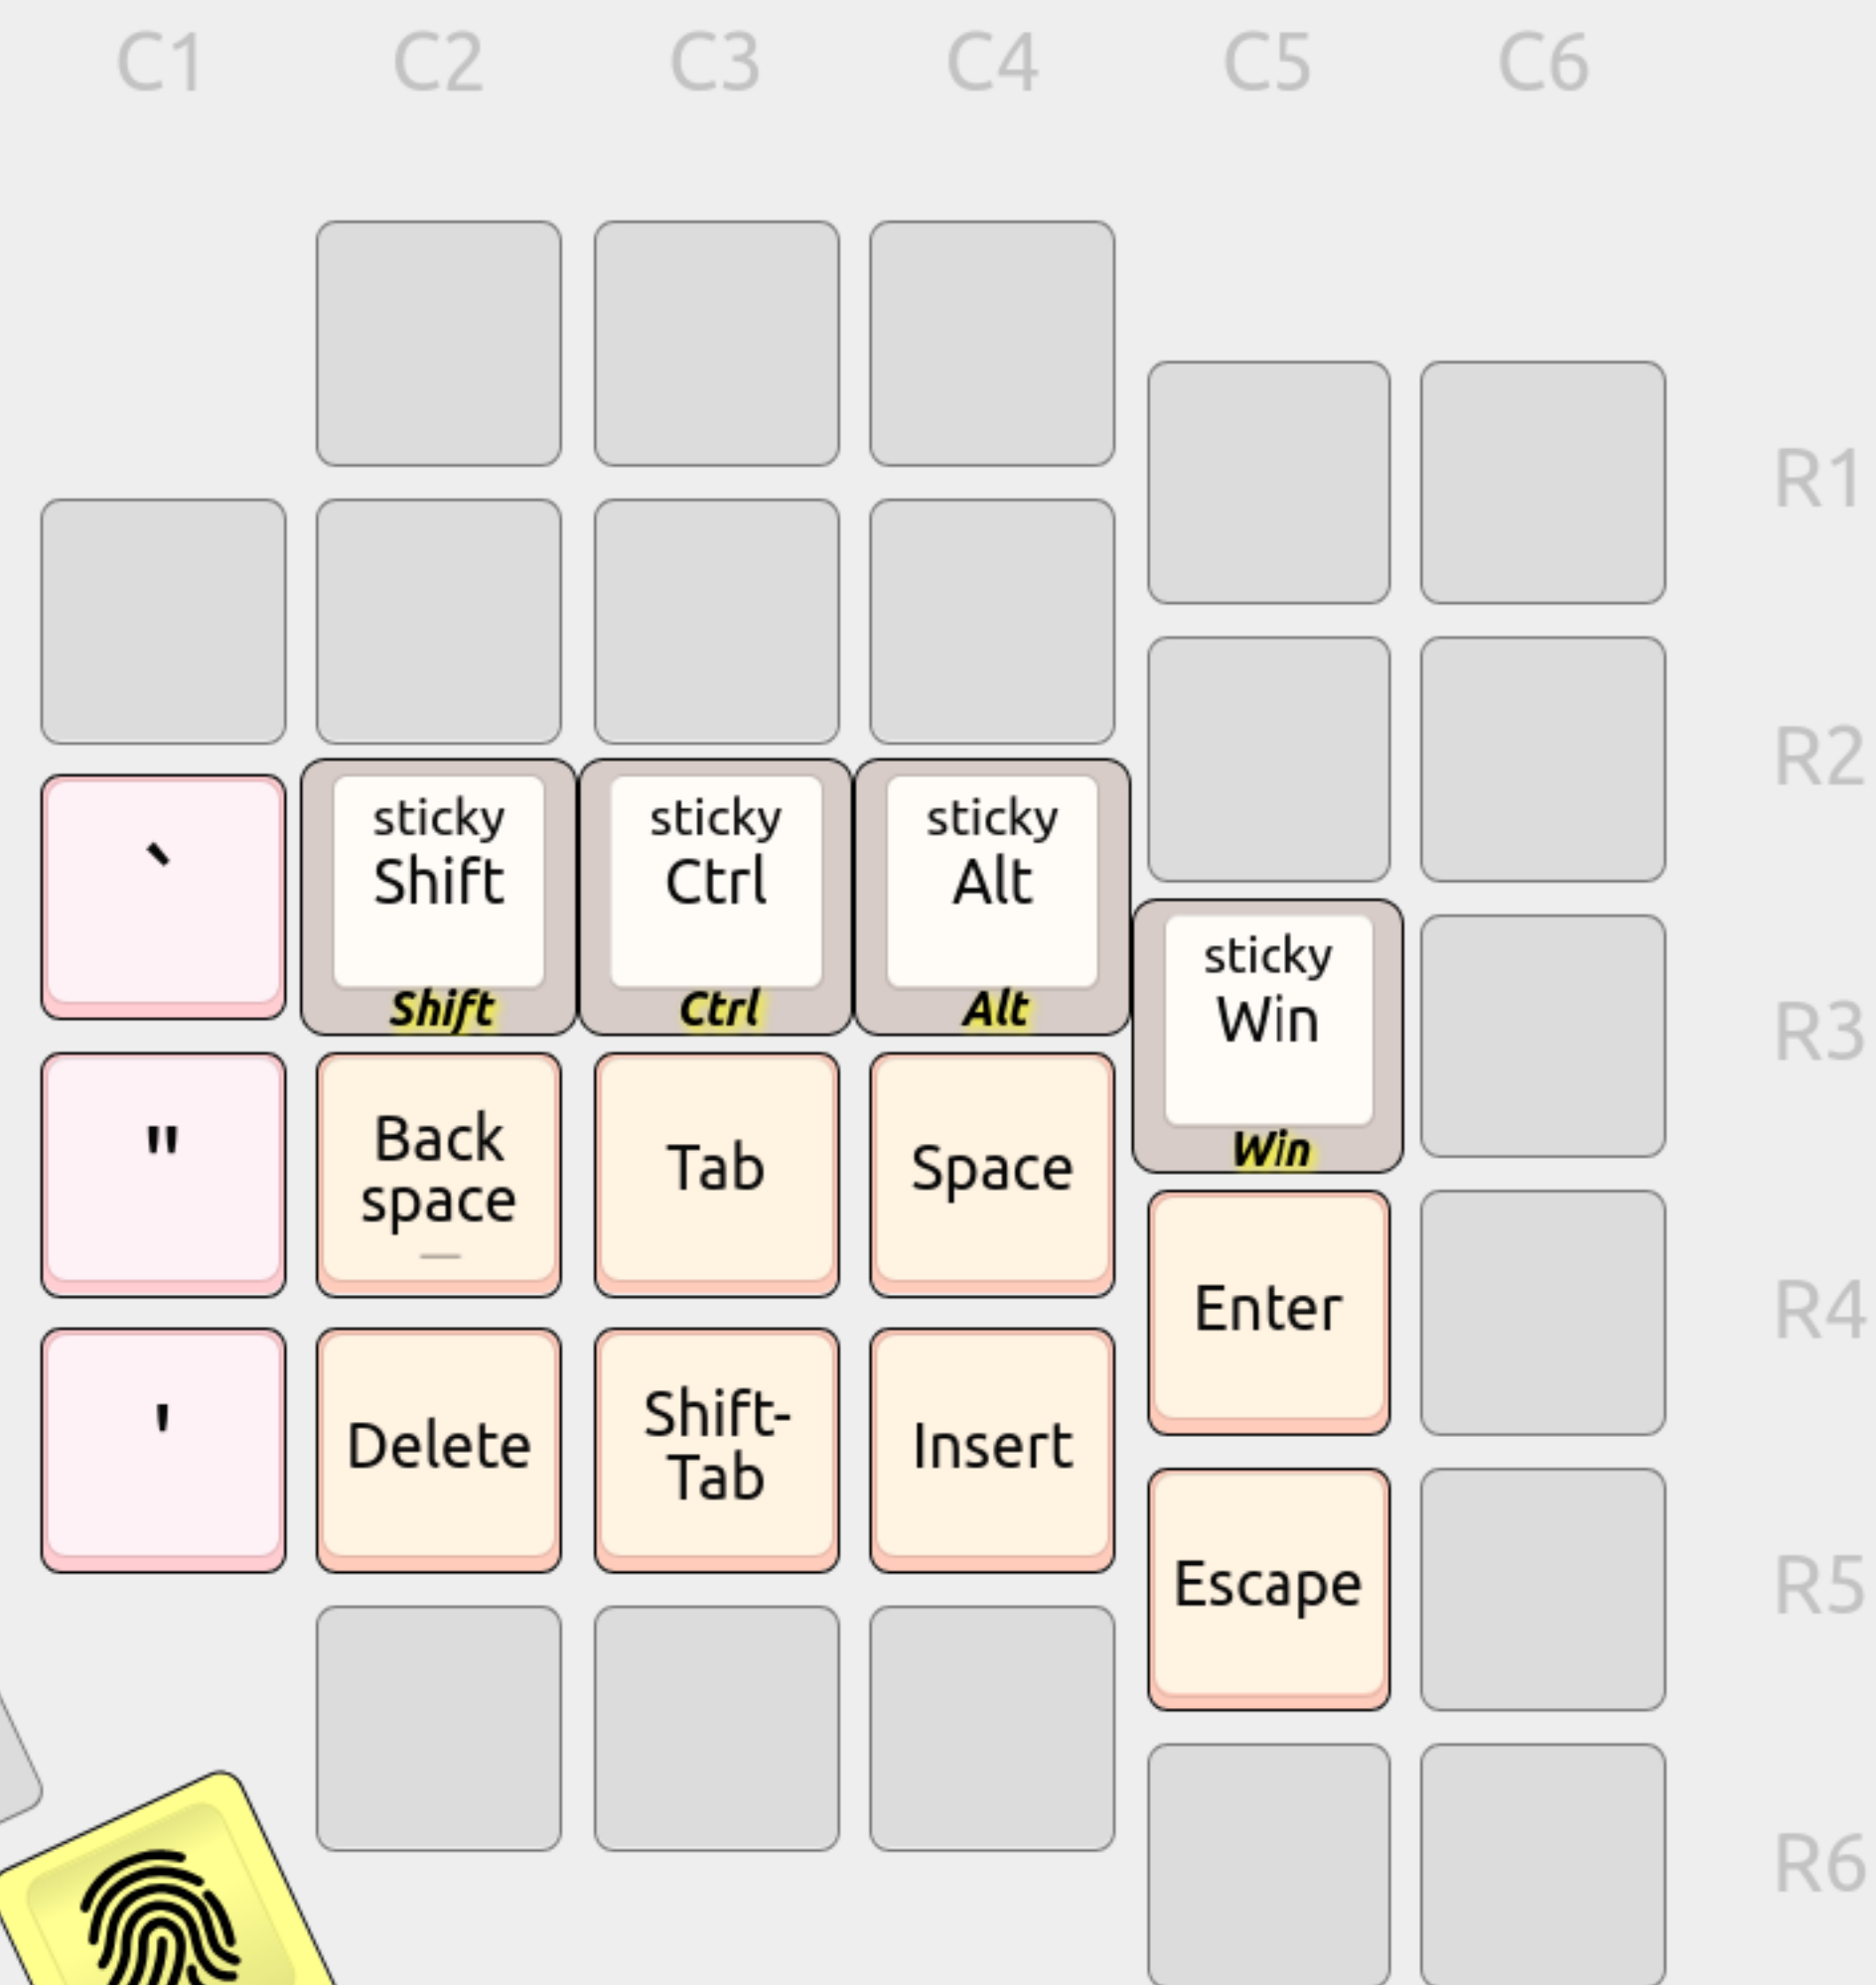 C1 C2 C3 C4 C5 C6
R1
R2
` sticky sticky sticky
Shift Ctrl Alt
Shift Ctrl Alt
sticky
Win
Win
R3
" Back Tab Space
space
Enter
R4
' Delete Shift- Insert
Tab
Escape
R5
R6